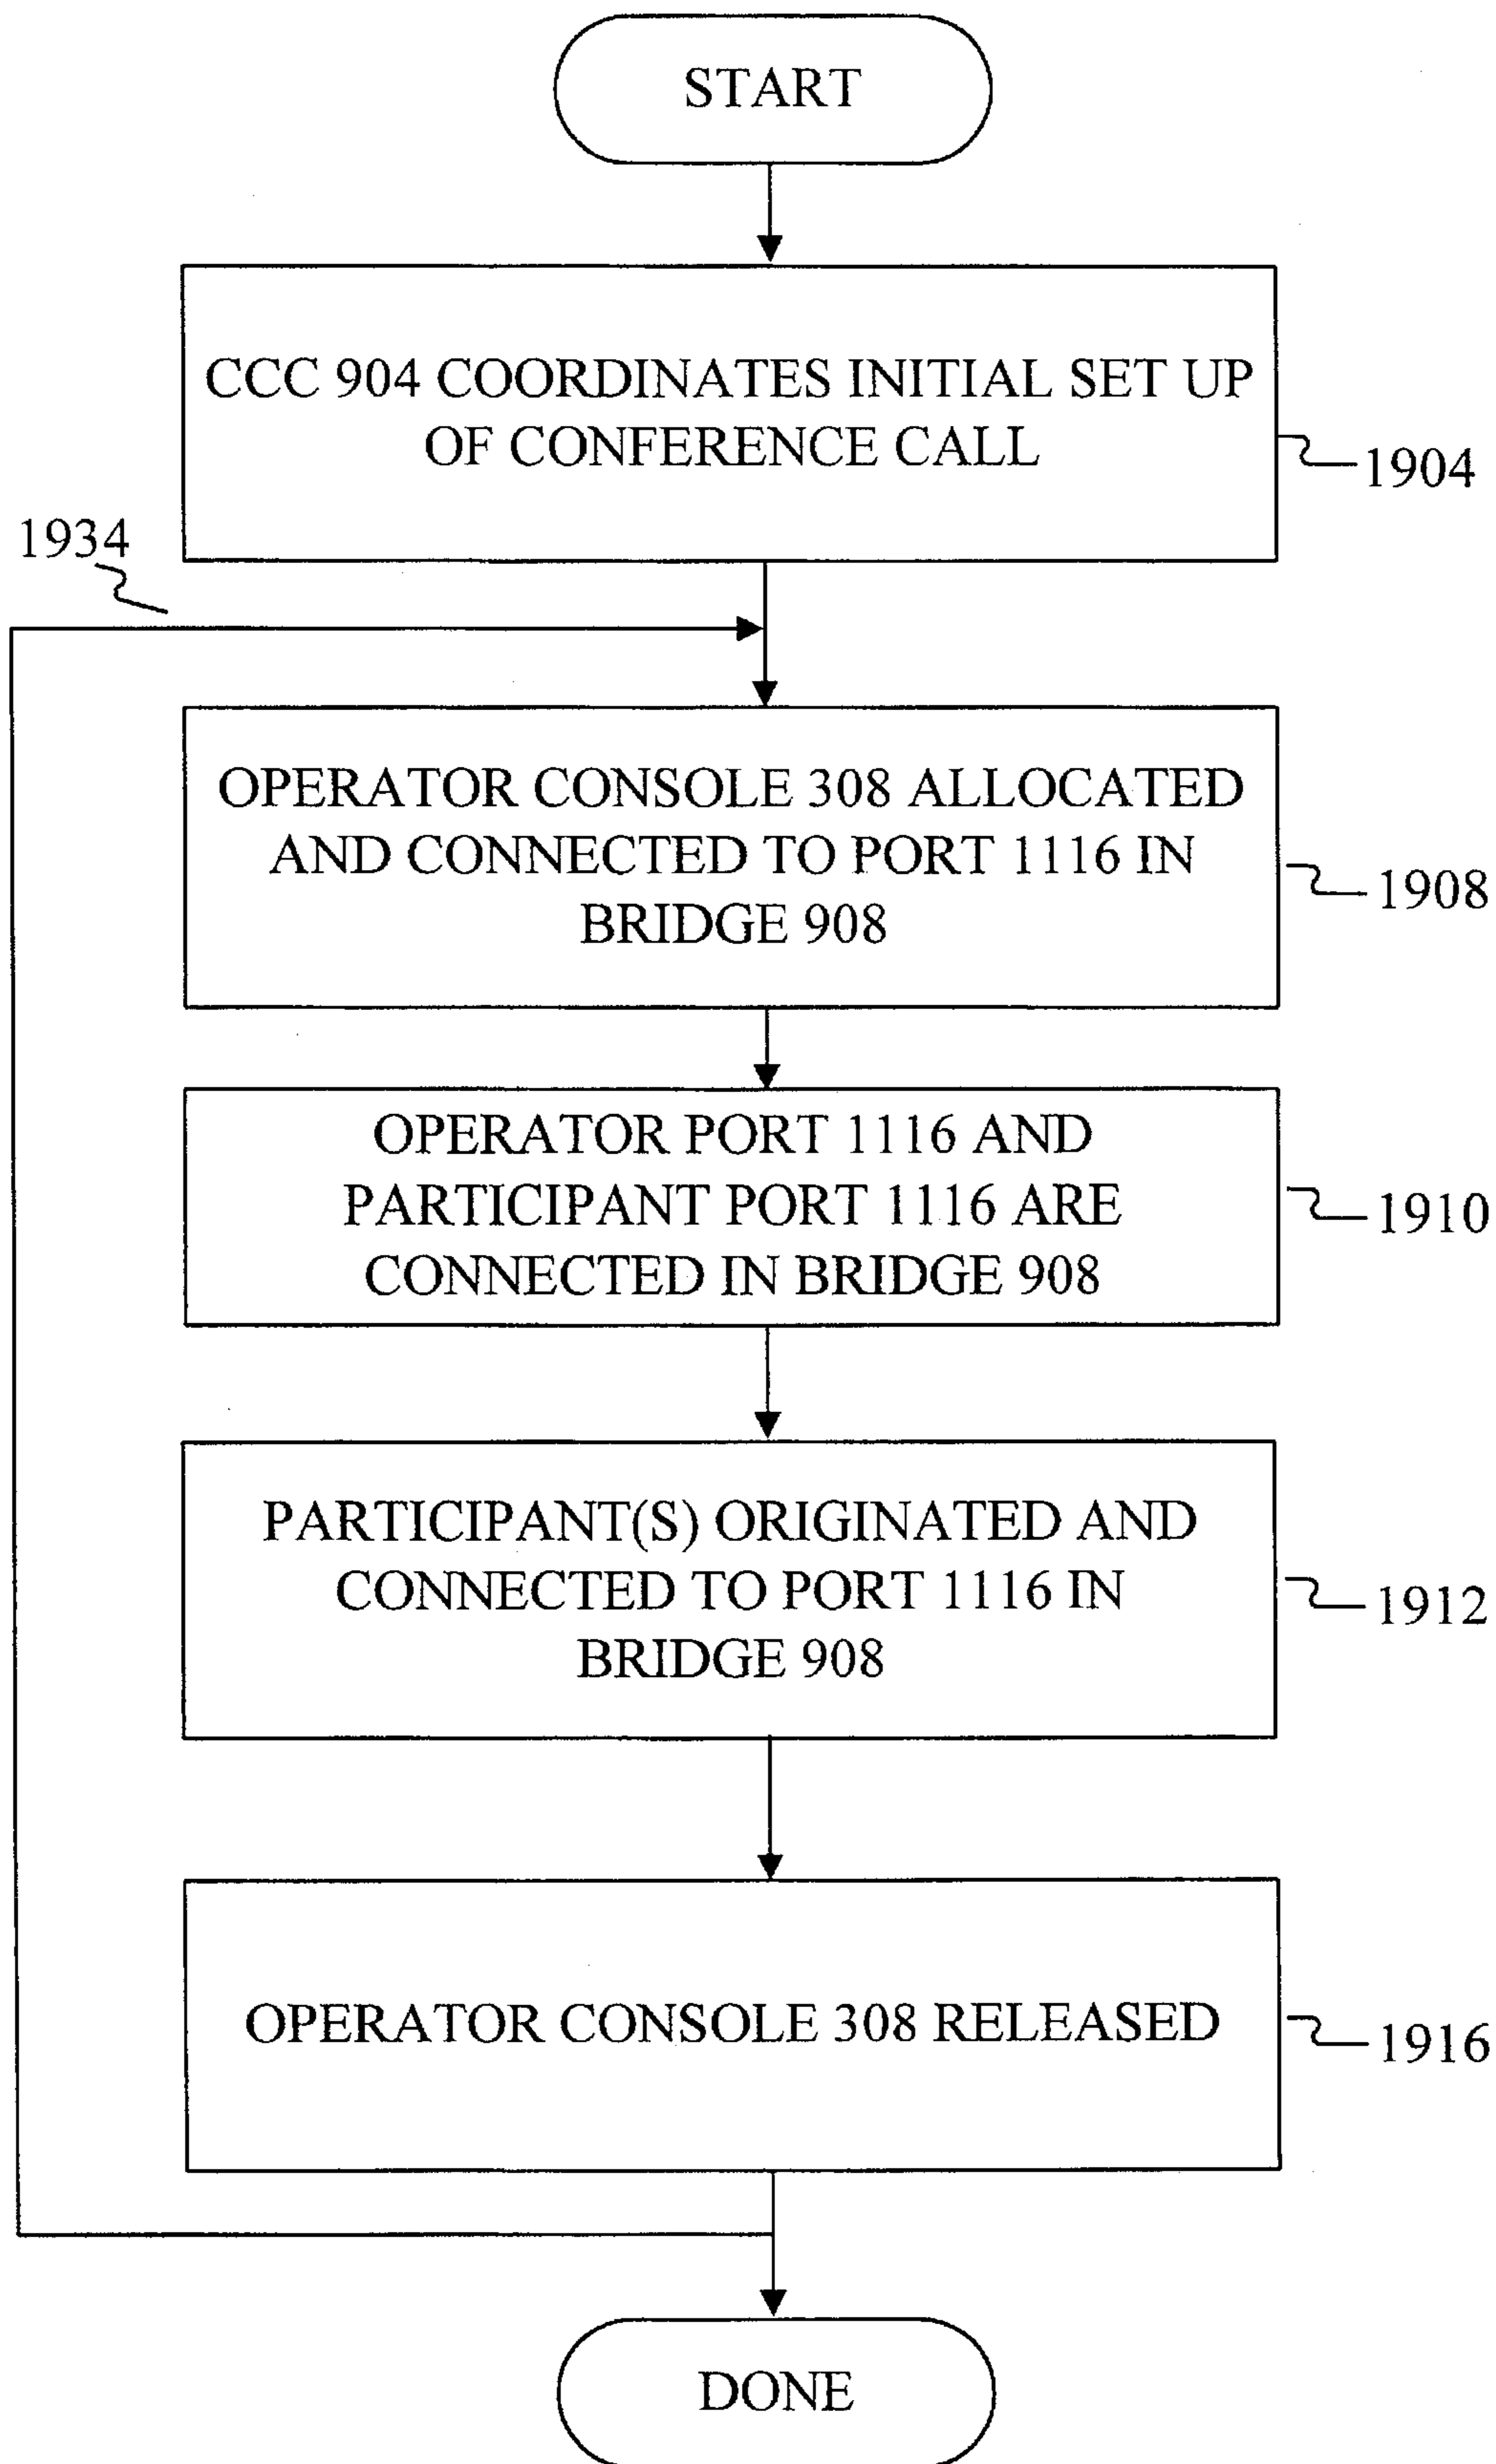 START
CCC 904 COORDINATES INITIAL SET UP
OF CONFERENCE CALL
1904
1934
OPERATOR CONSOLE 308 ALLOCATED
AND CONNECTED TO PORT 1116 IN
BRIDGE 908
1908
OPERATOR PORT 1116 AND
PARTICIPANT PORT 1116 ARE
CONNECTED IN BRIDGE 908
1910
PARTICIPANT(S) ORIGINATED AND
CONNECTED TO PORT 1116 IN
BRIDGE 908
1912
OPERATOR CONSOLE 308 RELEASED
1916
DONE